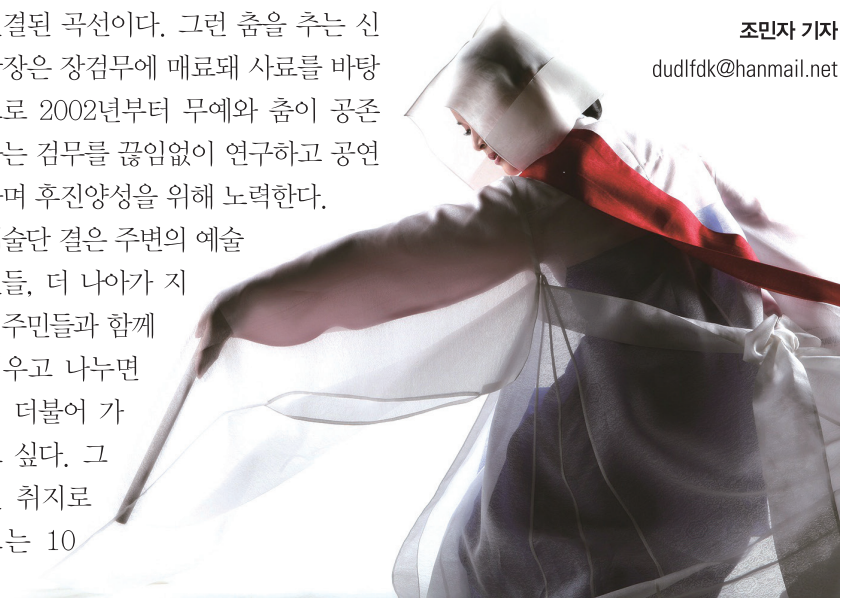 결된 곡선이다. 그런 춤을 추는 신
장은 장검무에 매료돼 사료를 바탕
로 2002년부터 무예와 춤이 공존
는 검무를 끊임없이 연구하고 공연
며 후진양성을 위해 노력한다.
술단 결은 주변의 예술
들, 더 나아가 지
주민들과 함께
우고 나누면
더불어 가
싶다. 그
취지로
는 10
조민자 기자
dudlfdk@hanmail.net